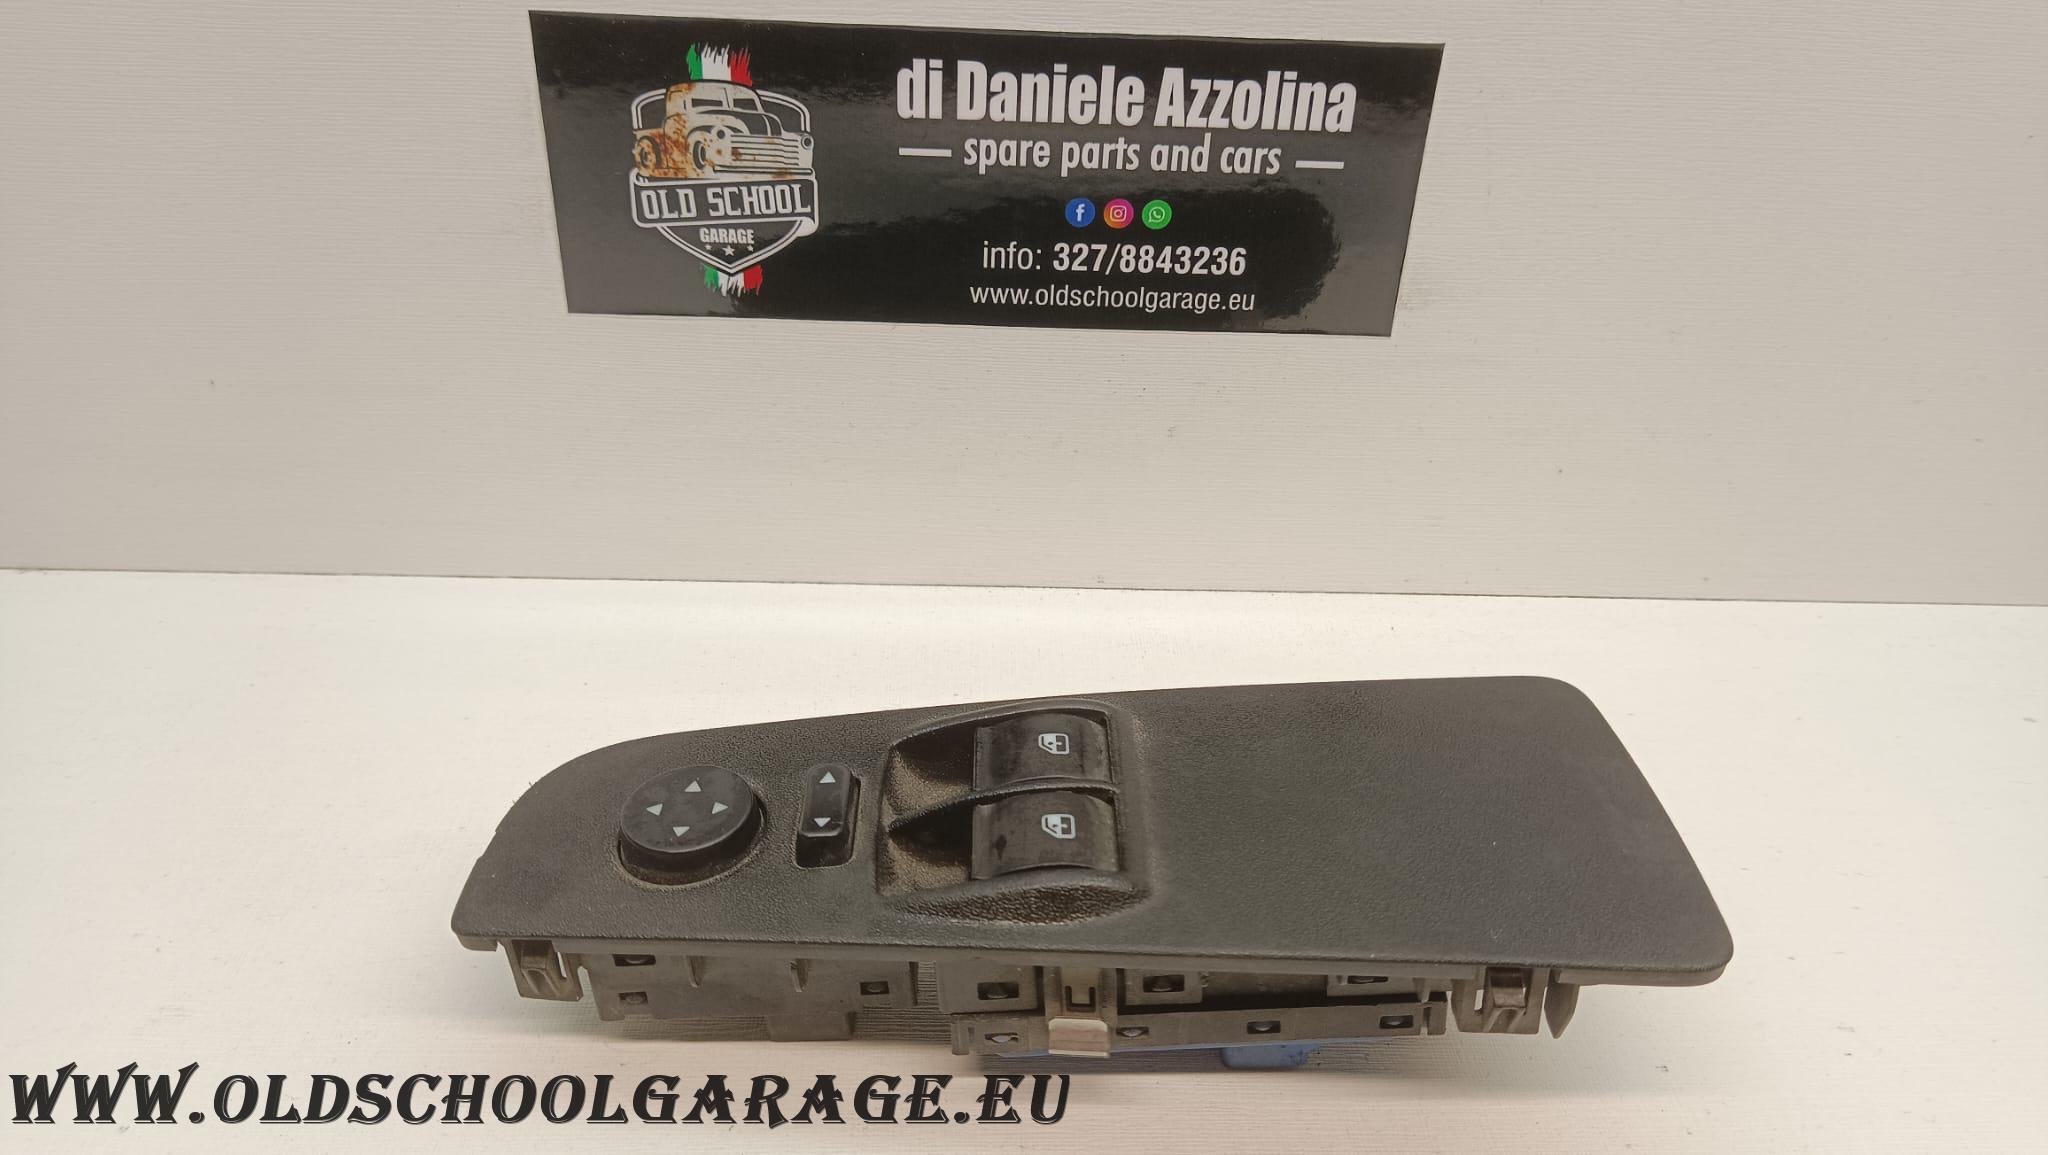 di Daniele Azzolina
spare parts and cars
OLD SCHOOL
GARAGE
info: 327/8843236
www.oldschoolgarage.eu
WWW.OLDSCHOOLGARAGE.EU